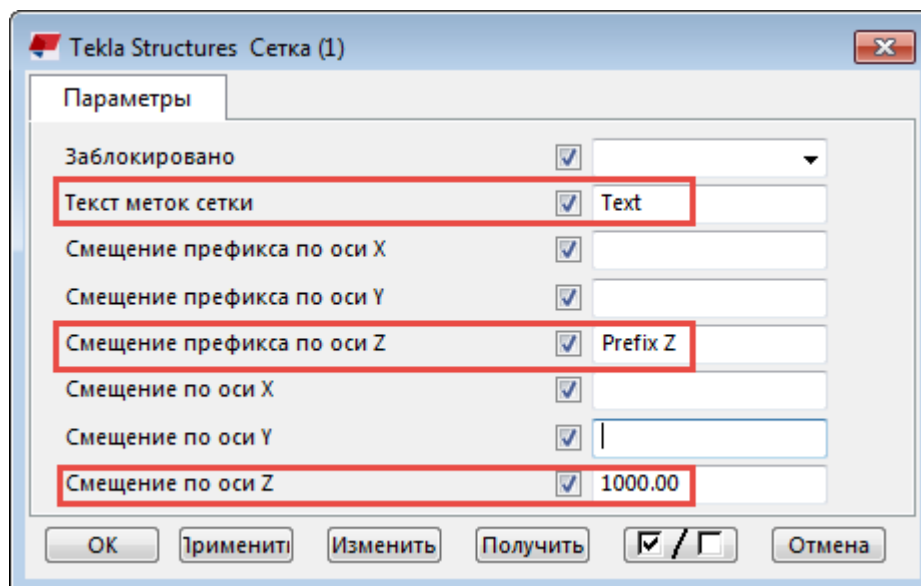 Tekla Structures Сетка (1)
Параметры
Заблокировано
Текст меток сетки Text
Смещение префикса по оси X
Смещение префикса по оси Y
Смещение префикса по оси Z Prefix Z
Смещение по оси X
Смещение по оси Y
Смещение по оси Z 1000.00
OK Применить Изменить Получить / Отмена